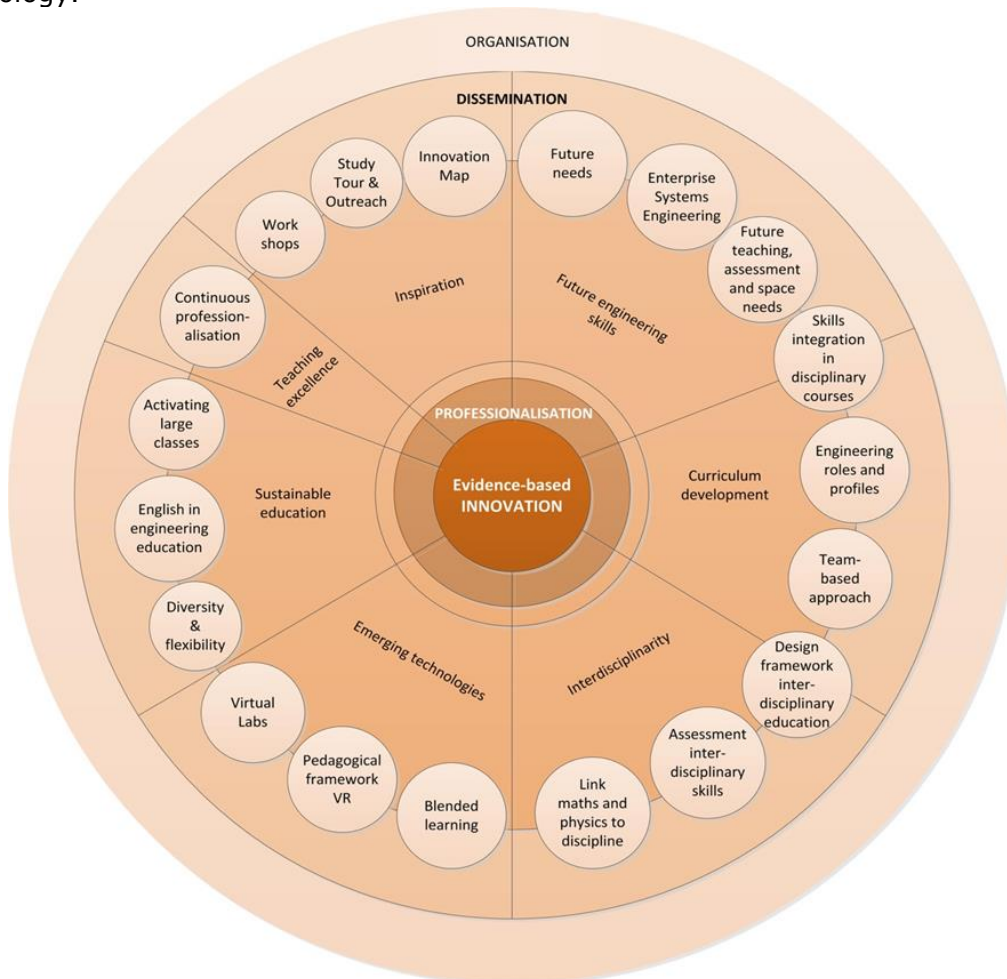 ology.
ORGANISATION
DISSEMINATION
Innovation
Map
Study
Tour &
Outreach
Work
shops
Inspiration
Continuous
profession-
alisation
Teaching
excellence
Activating
large
classes
English in
engineering
education
Diversity
&
flexibility
Sustainable
education
Virtual
Labs
Pedagogical
framework
VR
Blended
learning
Emerging technologies
Future
needs
Enterprise
Systems
Engineering
Future
teaching,
assessment
and space
needs
Future engineering
skills
Skills
integration
in
disciplinary
courses
Engineering
roles and
profiles
Team-
based
approach
Curriculum
development
Design
framework
inter-
disciplinary
education
Assessment
inter-
disciplinary
skills
Link
maths and
physics to
discipline
Interdisciplinarity
PROFESSIONALISATION
Evidence-based
INNOVATION